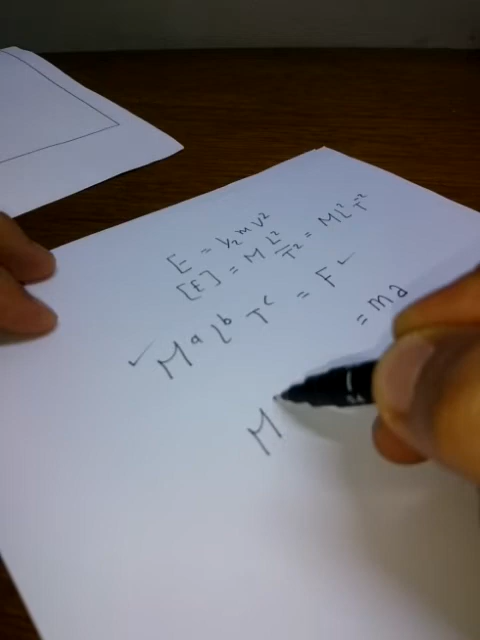 E = 1/2 m v²
[E] = M L²/T² = M L² T⁻²
✓ Mᵃ Lᵇ Tᶜ = F ✓
= ma
M